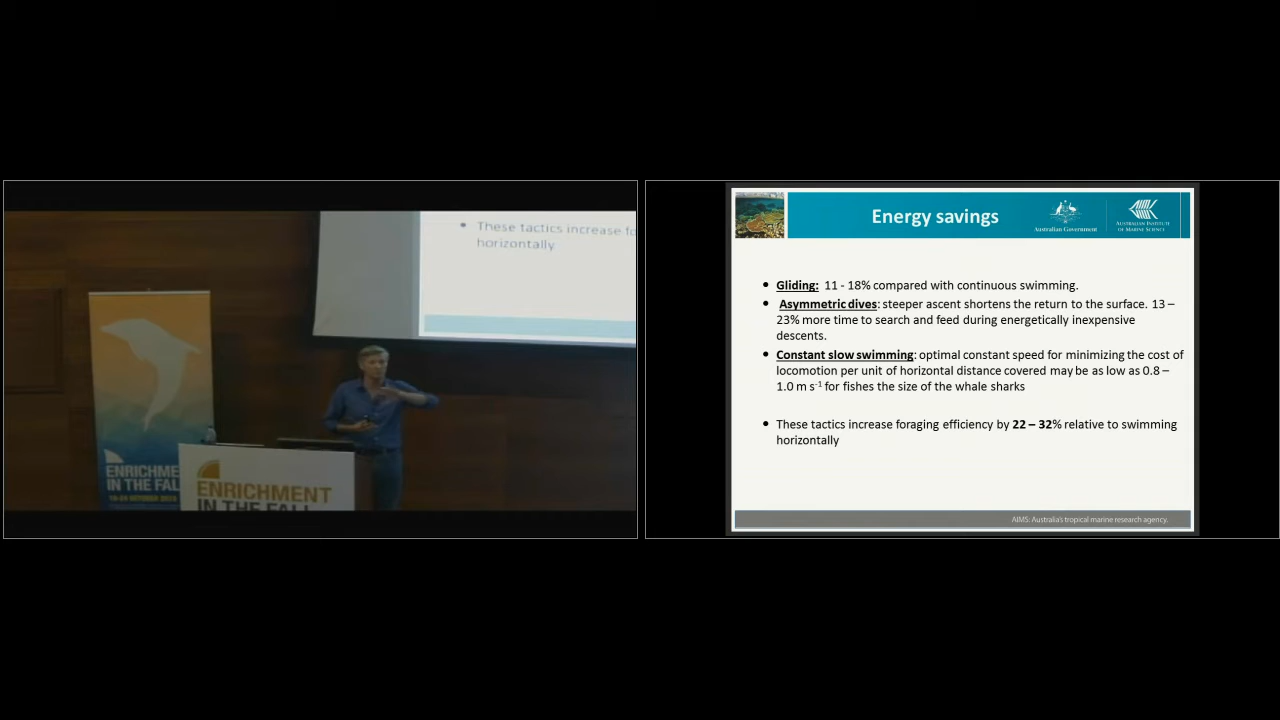 These tactics increase fo
horizontally
ENRICHME
IN THE FAL
ENRICHMENT
IN THE FALL
Energy savings
Australian Government
AUSTRALIAN INSTITUTE
OF MARINE SCIENCE
Gliding: 11 - 18% compared with continuous swimming.
Asymmetric dives: steeper ascent shortens the return to the surface. 13 –
23% more time to search and feed during energetically inexpensive
descents.
Constant slow swimming: optimal constant speed for minimizing the cost of
locomotion per unit of horizontal distance covered may be as low as 0.8 –
1.0 m s-1 for fishes the size of the whale sharks
These tactics increase foraging efficiency by 22 – 32% relative to swimming
horizontally
AIMS: Australia's tropical marine research agency.